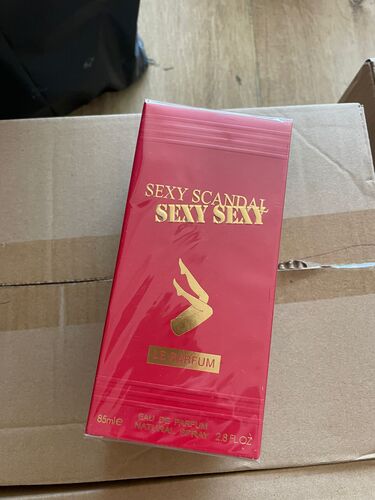 SEXY SCANDAL
SEXY SEXY
LE PARFUM
EAU DE PARFUM
85ml e NATURAL SPRAY 2.8 FL.OZ